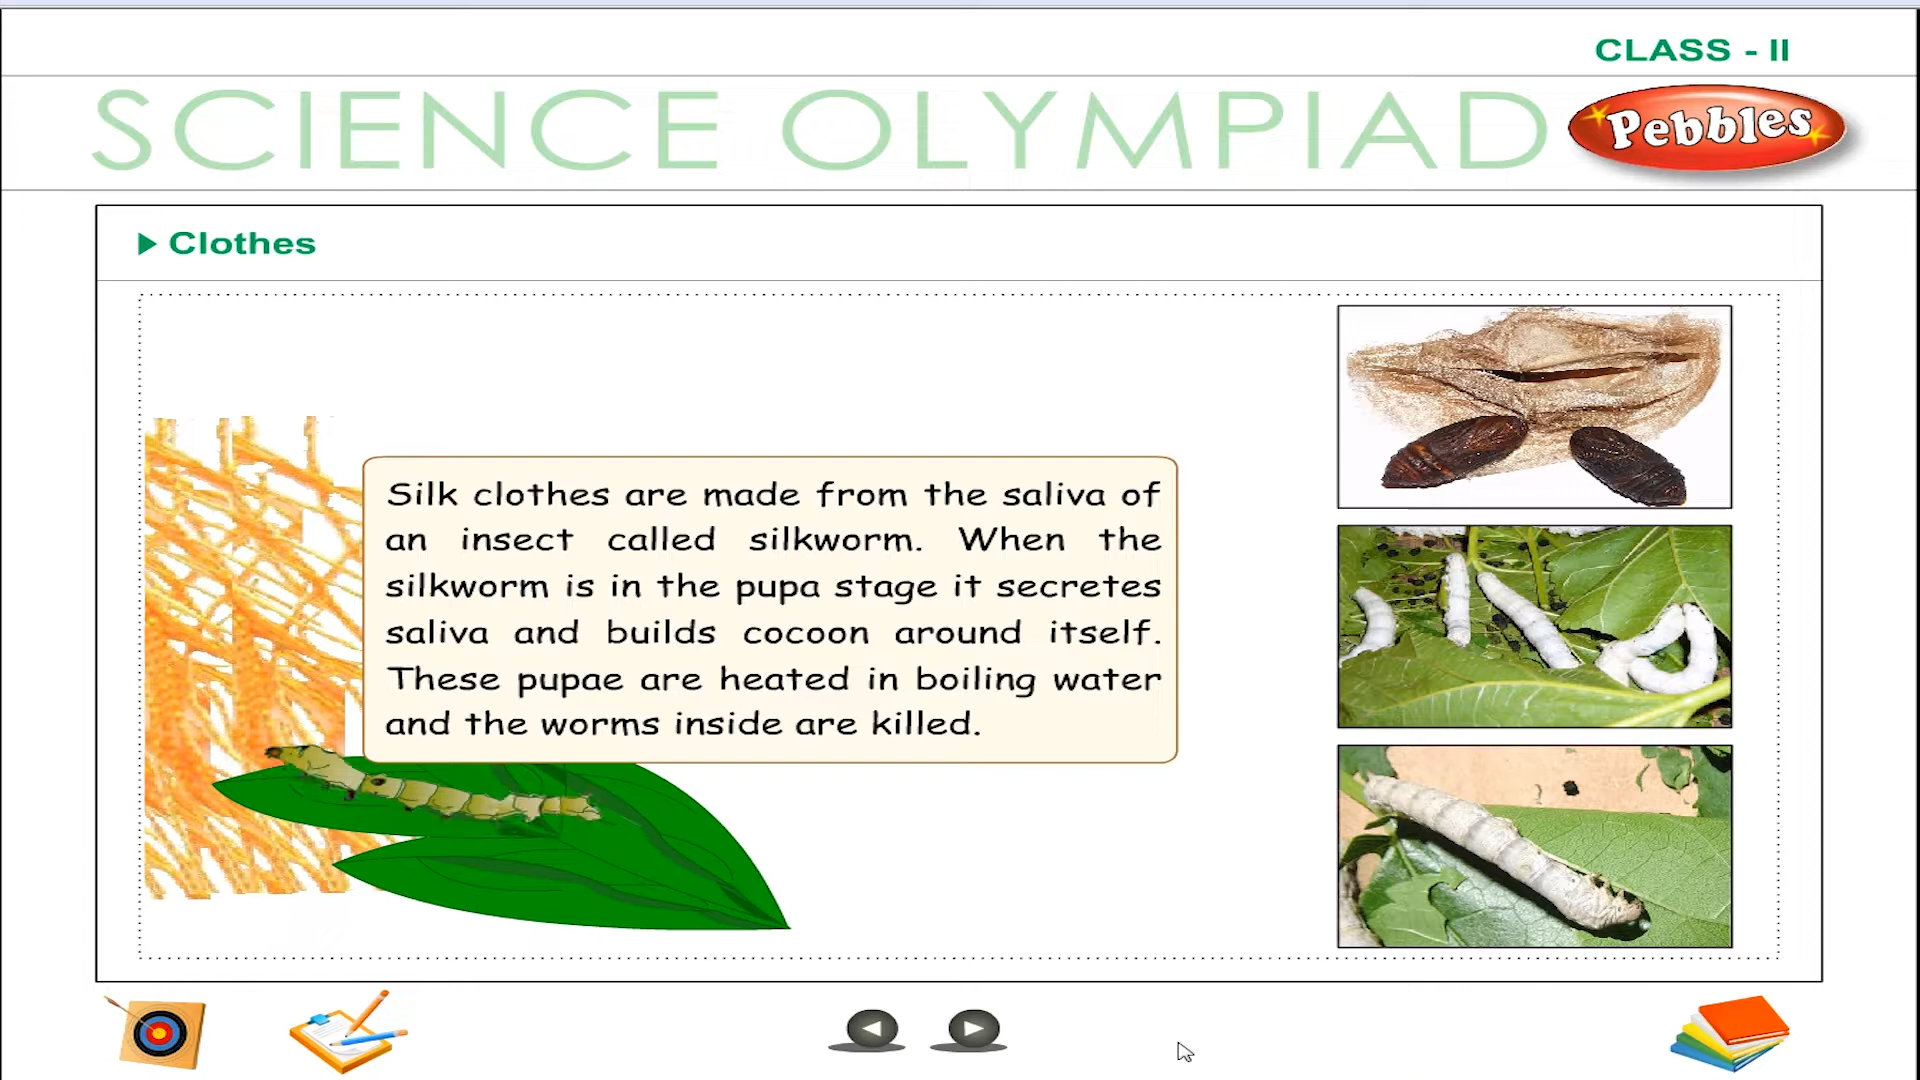 CLASS - II
SCIENCE OLYMPIAD
Pebbles
Clothes
Silk clothes are made from the saliva of
an insect called silkworm. When the
silkworm is in the pupa stage it secretes
saliva and builds cocoon around itself.
These pupae are heated in boiling water
and the worms inside are killed.